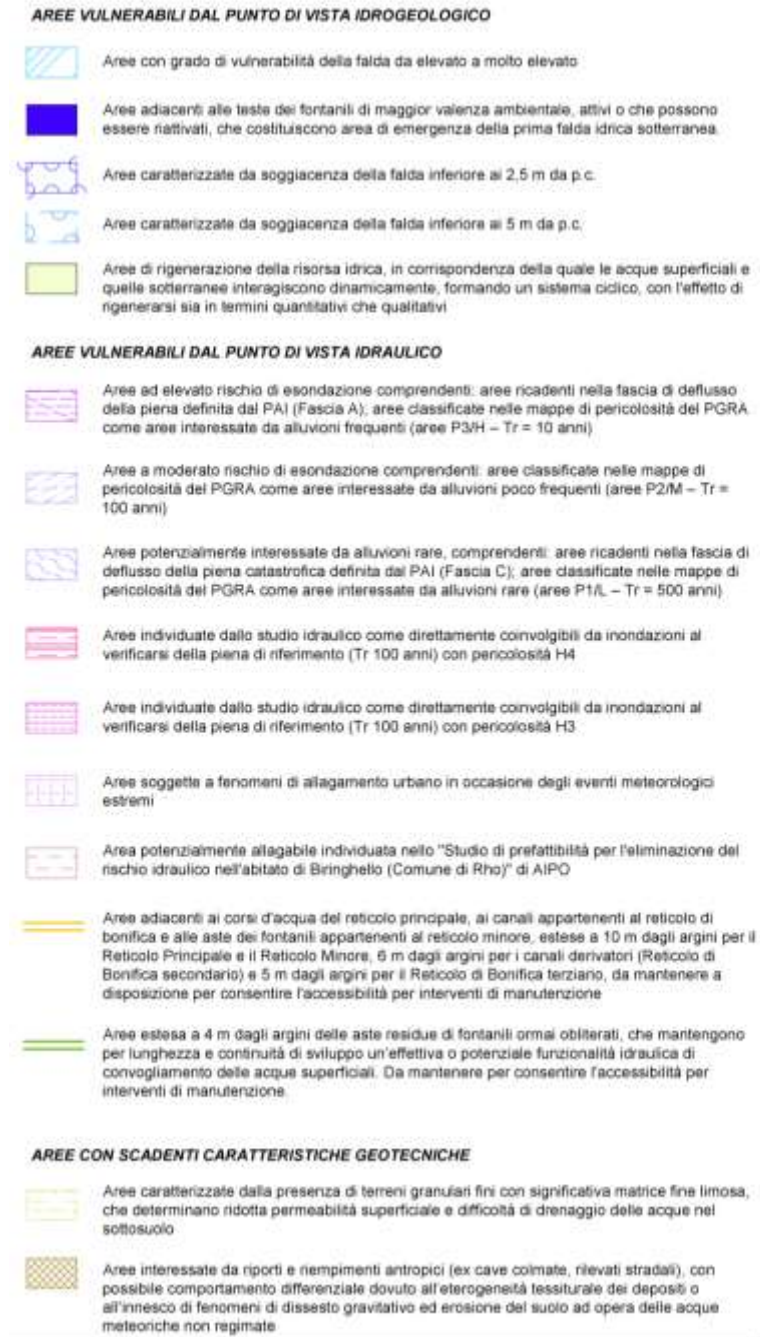 AREE VULNERABILI DAL PUNTO DI VISTA IDROGEOLOGICO
Aree con grado di vulnerabilità della falda da elevato a molto elevato
Aree adiacenti alle teste dei fontanili di maggior valenza ambientale, attivi o che possono
essere riattivati, che costituiscono area di emergenza della prima falda idrica sotterranea.
Aree caratterizzate da soggiacenza della falda inferiore ai 2,5 m da p.c.
Aree caratterizzate da soggiacenza della falda inferiore ai 5 m da p.c.
Aree di rigenerazione della risorsa idrica, in corrispondenza della quale le acque superficiali e
quelle sotterranee interagiscono dinamicamente, formando un sistema ciclico, con l'effetto di
rigenerarsi sia in termini quantitativi che qualitativi
AREE VULNERABILI DAL PUNTO DI VISTA IDRAULICO
Aree ad elevato rischio di esondazione comprendenti: aree ricadenti nella fascia di deflusso
della piena definita dal PAI (Fascia A); aree classificate nelle mappe di pericolosità del PGRA
come aree interessate da alluvioni frequenti (aree P3/H – Tr = 10 anni)
Aree a moderato rischio di esondazione comprendenti: aree classificate nelle mappe di
pericolosità del PGRA come aree interessate da alluvioni poco frequenti (aree P2/M – Tr =
100 anni)
Aree potenzialmente interessate da alluvioni rare, comprendenti: aree ricadenti nella fascia di
deflusso della piena catastrofica definita dal PAI (Fascia C); aree classificate nelle mappe di
pericolosità del PGRA come aree interessate da alluvioni rare (aree P1/L – Tr = 500 anni)
Aree individuate dallo studio idraulico come direttamente coinvolgibili da inondazioni al
verificarsi della piena di riferimento (Tr 100 anni) con pericolosità H4
Aree individuate dallo studio idraulico come direttamente coinvolgibili da inondazioni al
verificarsi della piena di riferimento (Tr 100 anni) con pericolosità H3
Aree soggette a fenomeni di allagamento urbano in occasione degli eventi meteorologici
estremi
Area potenzialmente allagabile individuata nello "Studio di prefattibilità per l'eliminazione del
rischio idraulico nell'abitato di Biringhello (Comune di Rho)" di AIPO
Aree adiacenti ai corsi d'acqua del reticolo principale, ai canali appartenenti al reticolo di
bonifica e alle aste dei fontanili appartenenti al reticolo minore, estese a 10 m dagli argini per il
Reticolo Principale e il Reticolo Minore, 6 m dagli argini per i canali derivatori (Reticolo di
Bonifica secondario) e 5 m dagli argini per il Reticolo di Bonifica terziano, da mantenere a
disposizione per consentire l'accessibilità per interventi di manutenzione
Aree estesa a 4 m dagli argini delle aste residue di fontanili ormai obliterati, che mantengono
per lunghezza e continuità di sviluppo un'effettiva o potenziale funzionalità idraulica di
convogliamento delle acque superficiali. Da mantenere per consentire l'accessibilità per
interventi di manutenzione.
AREE CON SCADENTI CARATTERISTICHE GEOTECNICHE
Aree caratterizzate dalla presenza di terreni granulari fini con significativa matrice fine limosa,
che determinano ridotta permeabilità superficiale e difficoltà di drenaggio delle acque nel
sottosuolo
Aree interessate da riporti e riempimenti antropici (ex cave colmate, rilevati stradali), con
possibile comportamento differenziale dovuto all'eterogeneità tessiturale dei depositi o
all'innesco di fenomeni di dissesto gravitativo ed erosione del suolo ad opera delle acque
meteoriche non regimate